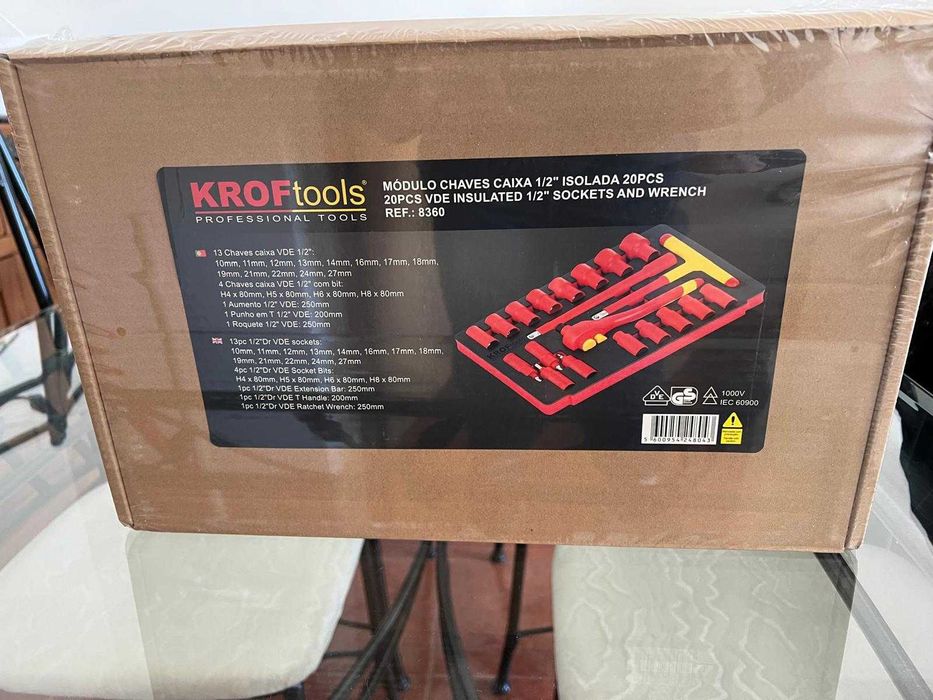 KROFtools®
PROFESSIONAL TOOLS
MÓDULO CHAVES CAIXA 1/2" ISOLADA 20PCS
20PCS VDE INSULATED 1/2" SOCKETS AND WRENCH
REF.: 8360
13 Chaves caixa VDE 1/2":
10mm, 11mm, 12mm, 13mm, 14mm, 16mm, 17mm, 18mm,
19mm, 21mm, 22mm, 24mm, 27mm
4 Chaves caixa VDE 1/2" com bit:
H4 x 80mm, H5 x 80mm, H6 x 80mm, H8 x 80mm
1 Aumento 1/2" VDE: 250mm
1 Punho em T 1/2" VDE: 200mm
1 Roquete 1/2" VDE: 250mm
13pc 1/2"Dr VDE sockets:
10mm, 11mm, 12mm, 13mm, 14mm, 16mm, 17mm, 18mm,
19mm, 21mm, 22mm, 24mm, 27mm
4pc 1/2"Dr VDE Socket Bits:
H4 x 80mm, H5 x 80mm, H6 x 80mm, H8 x 80mm
1pc 1/2"Dr VDE Extension Bar: 250mm
1pc 1/2"Dr VDE T Handle: 200mm
1pc 1/2"Dr VDE Ratchet Wrench: 250mm
KROF
DVE
GS
1000V
IEC 60900
5 600954 248043